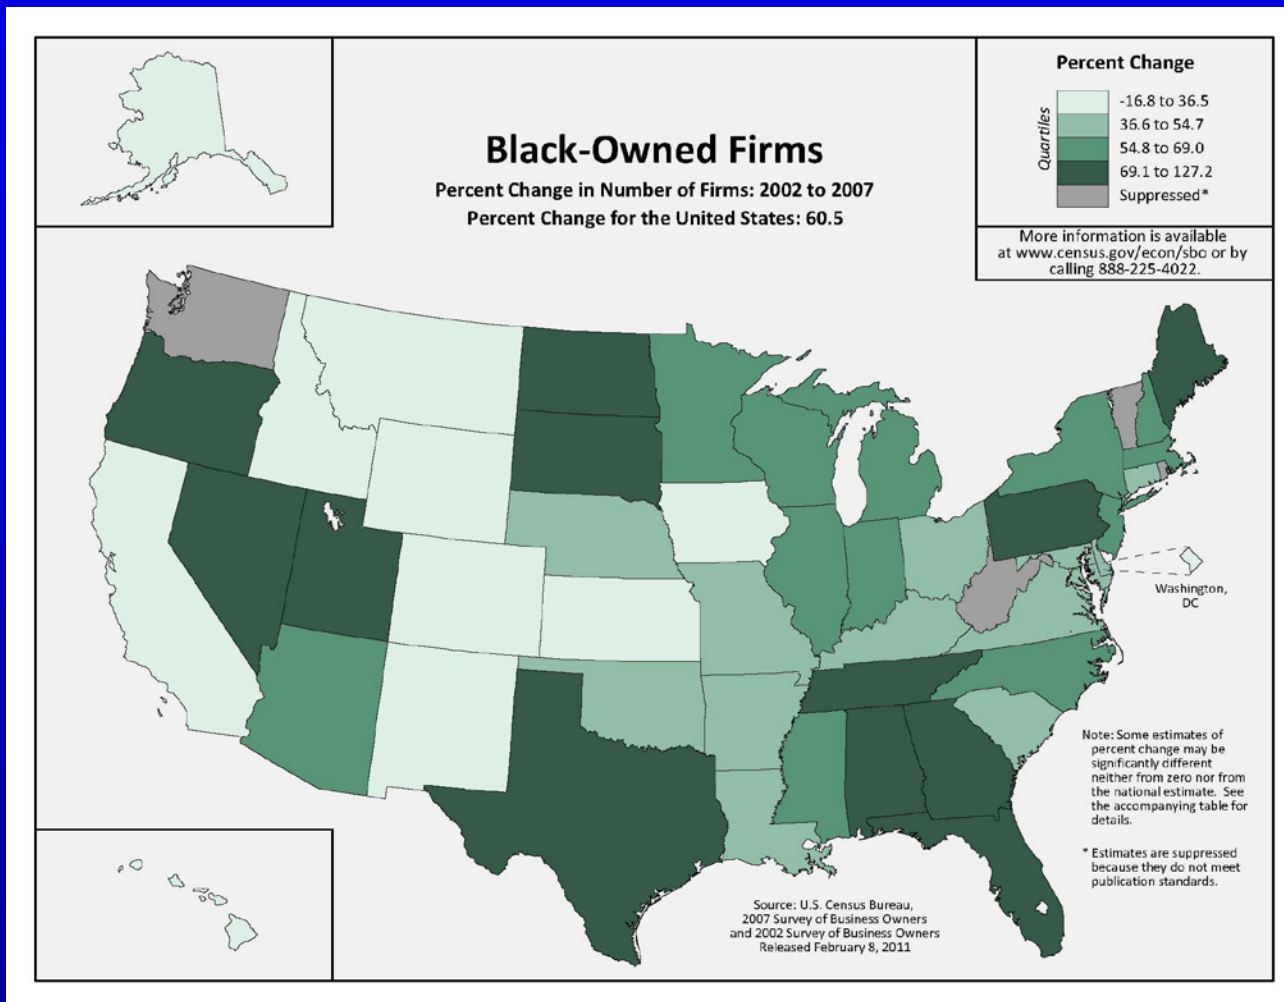 Black-Owned Firms
Percent Change in Number of Firms: 2002 to 2007
Percent Change for the United States: 60.5
Percent Change
Quartiles
-16.8 to 36.5
36.6 to 54.7
54.8 to 69.0
69.1 to 127.2
Suppressed*
More information is available
at www.census.gov/econ/sbo or by
calling 888-225-4022.
Washington,
DC
Note: Some estimates of
percent change may be
significantly different
neither from zero nor from
the national estimate. See
the accompanying table for
details.
* Estimates are suppressed
because they do not meet
publication standards.
Source: U.S. Census Bureau,
2007 Survey of Business Owners
and 2002 Survey of Business Owners
Released February 8, 2011